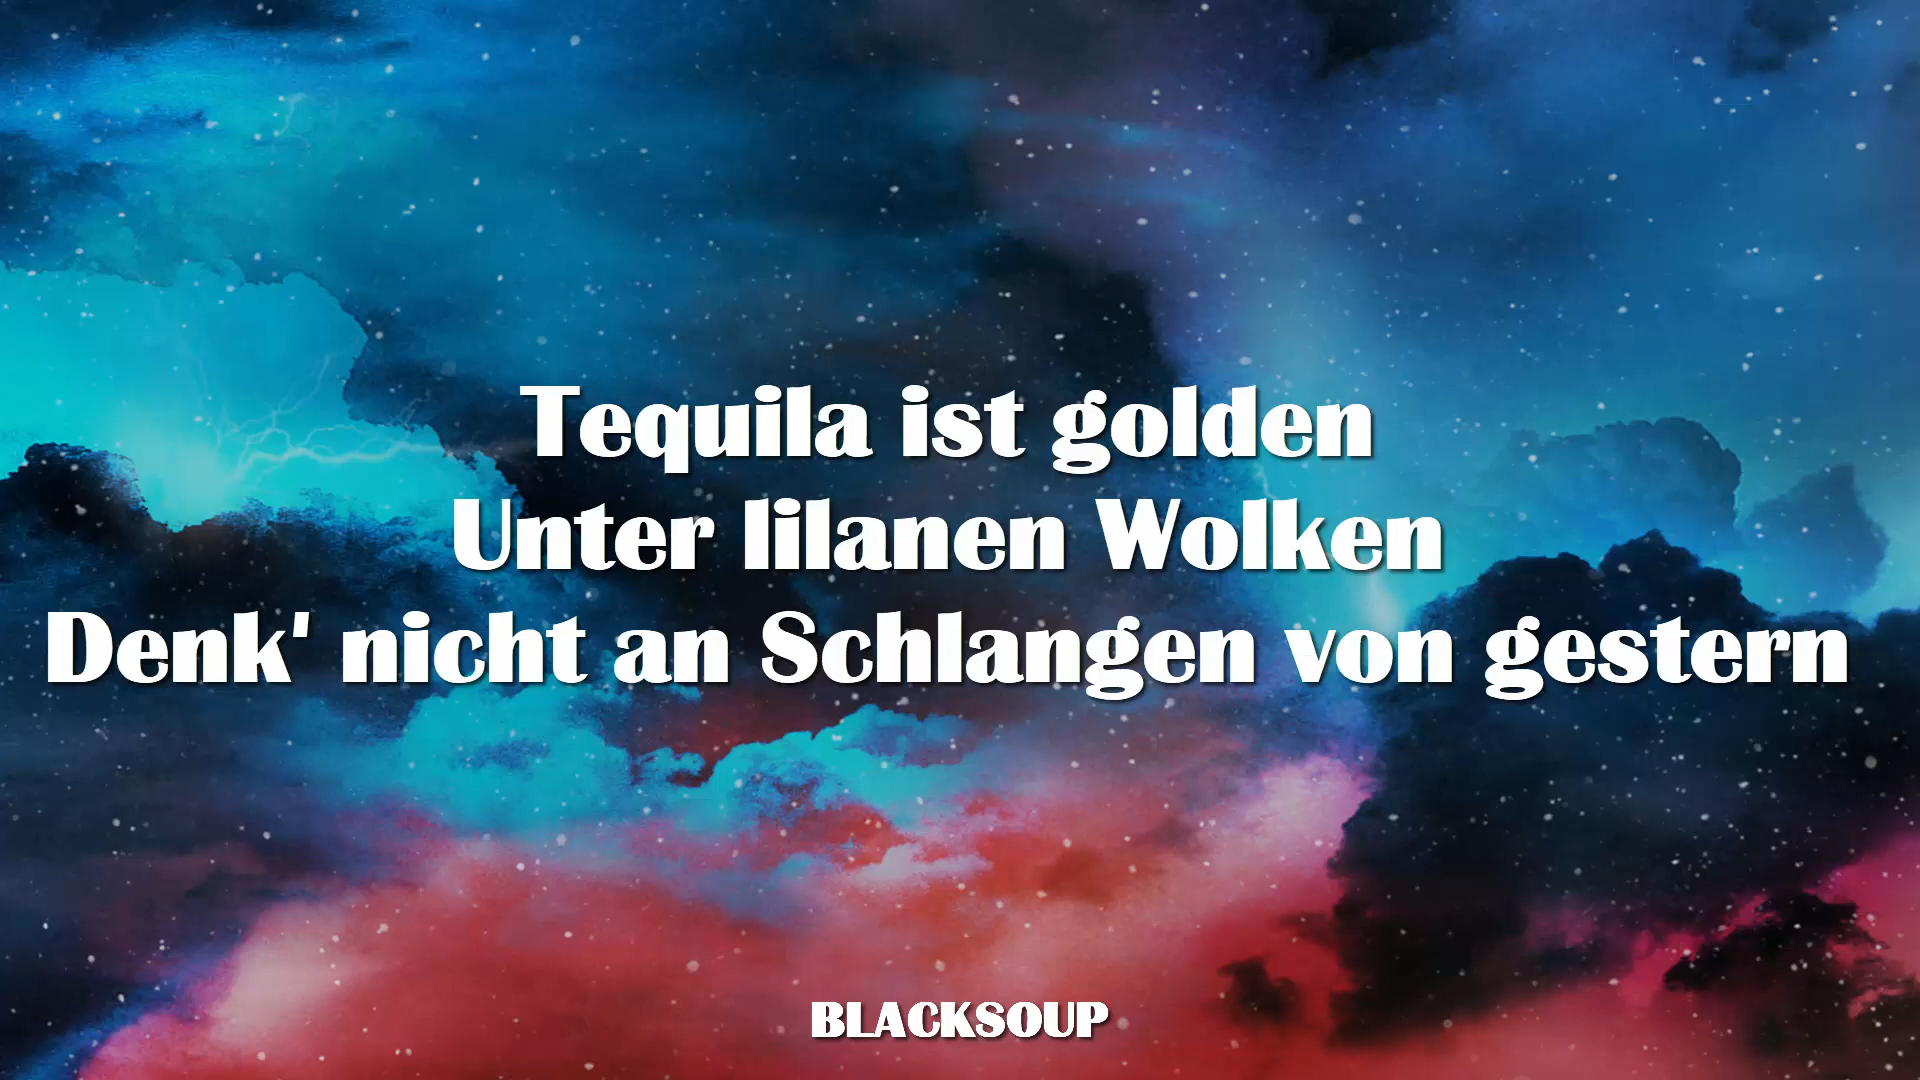 Tequila ist golden
Unter lilanen Wolken
Denk' nicht an Schlangen von gestern
BLACKSOUP